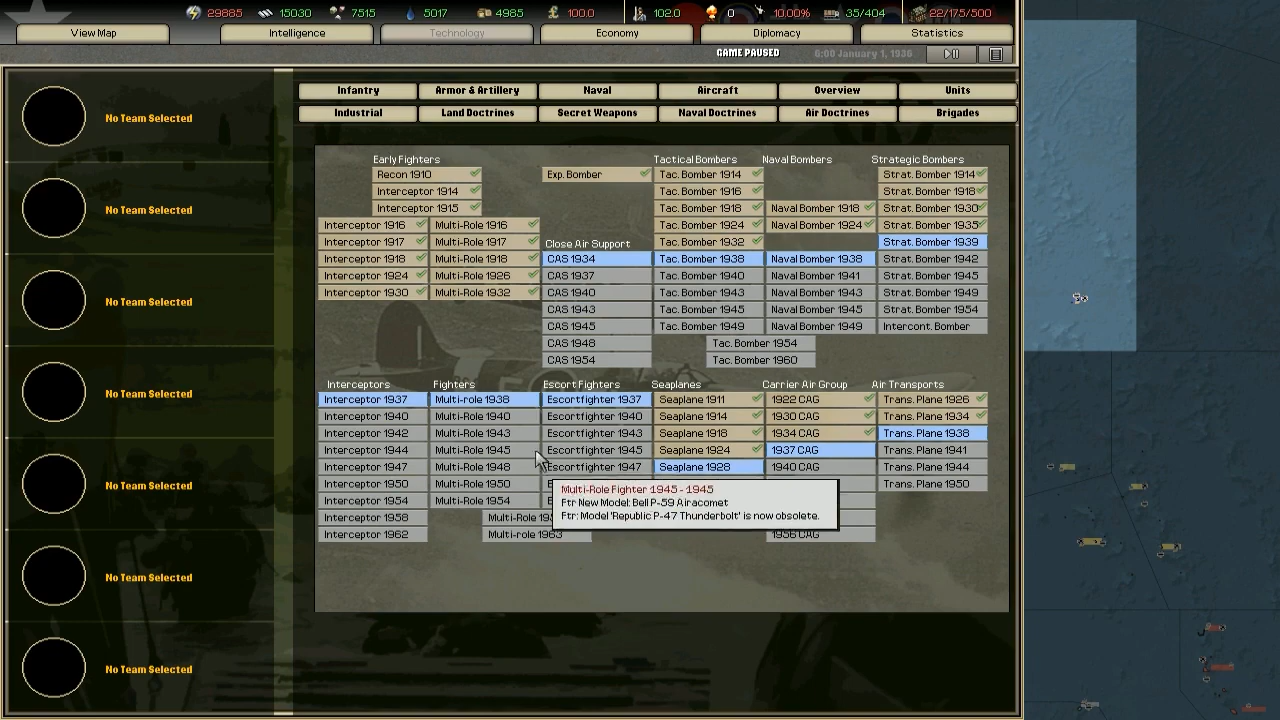 29885 15030 7515 5017 4985 100.0 102.0 0 10,00% 35/404 22/175/500
View Map Intelligence Technology Economy Diplomacy Statistics
GAME PAUSED 6:00 January 1, 1936
Infantry Armor & Artillery Naval Aircraft Overview Units
Industrial Land Doctrines Secret Weapons Naval Doctrines Air Doctrines Brigades
No Team Selected
No Team Selected
No Team Selected
No Team Selected
No Team Selected
No Team Selected
No Team Selected
Early Fighters Tactical Bombers Naval Bombers Strategic Bombers
Recon 1910 Exp. Bomber Tac. Bomber 1914 Strat. Bomber 1914
Interceptor 1914 Tac. Bomber 1916 Strat. Bomber 1918
Interceptor 1915 Tac. Bomber 1918 Naval Bomber 1918 Strat. Bomber 1930
Interceptor 1916 Multi-Role 1916 Tac. Bomber 1924 Naval Bomber 1924 Strat. Bomber 1935
Interceptor 1917 Multi-Role 1917 Close Air Support Tac. Bomber 1932 Strat. Bomber 1939
Interceptor 1918 Multi-Role 1918 CAS 1934 Tac. Bomber 1938 Naval Bomber 1938 Strat. Bomber 1942
Interceptor 1924 Multi-Role 1926 CAS 1937 Tac. Bomber 1940 Naval Bomber 1941 Strat. Bomber 1945
Interceptor 1930 Multi-Role 1932 CAS 1940 Tac. Bomber 1943 Naval Bomber 1943 Strat. Bomber 1949
CAS 1943 Tac. Bomber 1945 Naval Bomber 1945 Strat. Bomber 1954
CAS 1945 Tac. Bomber 1949 Naval Bomber 1949 Intercont. Bomber
CAS 1948 Tac. Bomber 1954
CAS 1954 Tac. Bomber 1960
Interceptors Fighters Escort Fighters Seaplanes Carrier Air Group Air Transports
Interceptor 1937 Multi-role 1938 Escortfighter 1937 Seaplane 1911 1922 CAG Trans. Plane 1926
Interceptor 1940 Multi-Role 1940 Escortfighter 1940 Seaplane 1914 1930 CAG Trans. Plane 1934
Interceptor 1942 Multi-Role 1943 Escortfighter 1943 Seaplane 1918 1934 CAG Trans. Plane 1938
Interceptor 1944 Multi-Role 1945 Escortfighter 1945 Seaplane 1924 1937 CAG Trans. Plane 1941
Interceptor 1947 Multi-Role 1948 Escortfighter 1947 Seaplane 1928 1940 CAG Trans. Plane 1944
Interceptor 1950 Multi-Role 1950 Trans. Plane 1950
Interceptor 1954 Multi-Role 1954
Interceptor 1958
Interceptor 1962 Multi-role 1963 1956 CAG
Multi-Role Fighter 1945 - 1945
Ftr New Model: Bell P-59 Airacomet
Ftr: Model 'Republic P-47 Thunderbolt' is now obsolete.